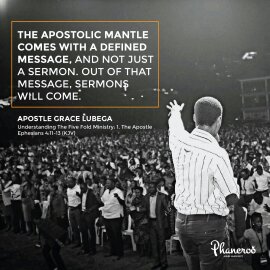 THE APOSTOLIC MANTLE
COMES WITH A DEFINED
MESSAGE, AND NOT JUST
A SERMON. OUT OF THAT
MESSAGE, SERMONS
WILL COME.
APOSTLE GRACE LUBEGA
Understanding The Five Fold Ministry. 1. The Apostle
Ephesians 4:11-13 (KJV)
Phaneroo